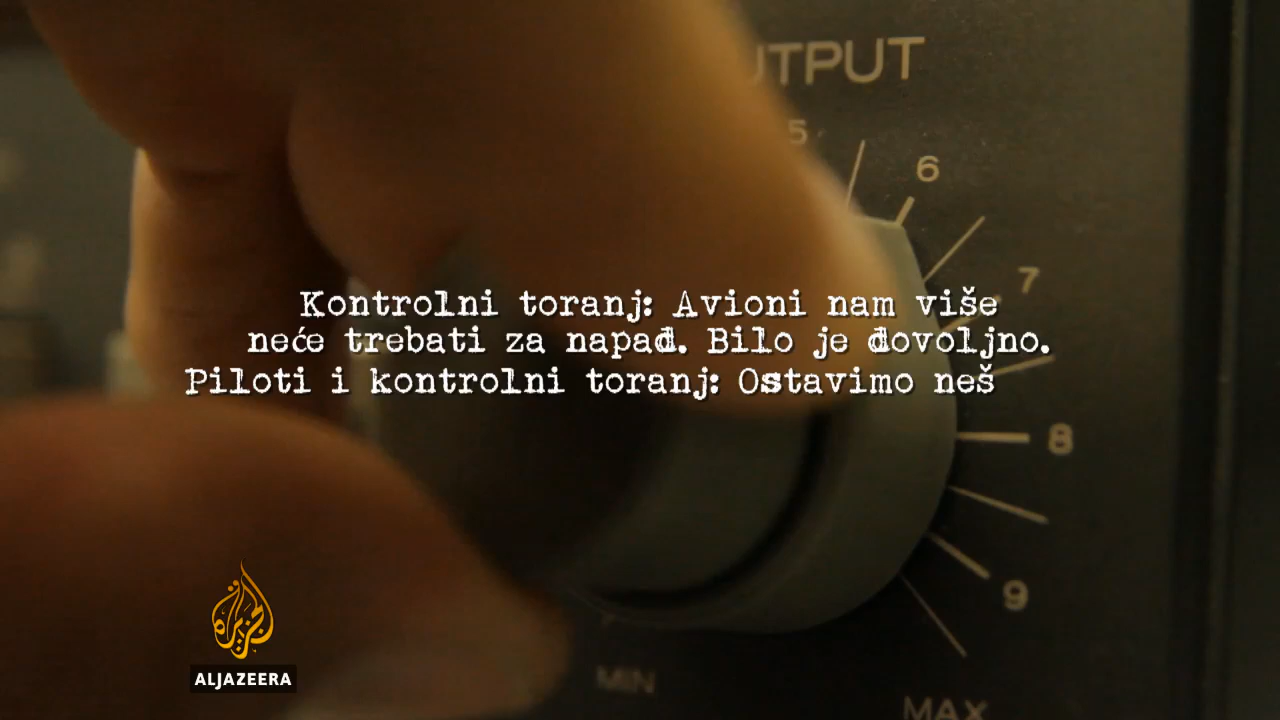 UTPUT
5
6
7
Kontrolni toranj: Avioni nam više
neće trebati za napad. Bilo je dovoljno.
Piloti i kontrolni toranj: Ostavimo neš
8
9
MIN
MAX
الجزيرة
ALJAZEERA